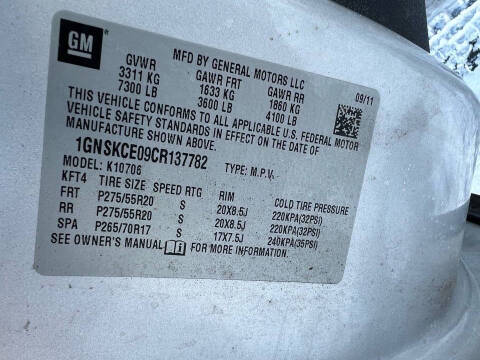 GM
MFD BY GENERAL MOTORS LLC
GVWR GAWR FRT GAWR RR 09/11
3311 KG 1633 KG 1860 KG
7300 LB 3600 LB 4100 LB
THIS VEHICLE CONFORMS TO ALL APPLICABLE U.S. FEDERAL MOTOR
VEHICLE SAFETY STANDARDS IN EFFECT ON THE DATE OF
MANUFACTURE SHOWN ABOVE.
1GNSKCE09CR137782 TYPE: M.P.V.
MODEL: K10706
KFT4 TIRE SIZE SPEED RTG RIM COLD TIRE PRESSURE
FRT P275/55R20 S 20X8.5J 220KPA(32PSI)
RR P275/55R20 S 20X8.5J 220KPA(32PSI)
SPA P265/70R17 S 17X7.5J 240KPA(35PSI)
SEE OWNER'S MANUAL FOR MORE INFORMATION.